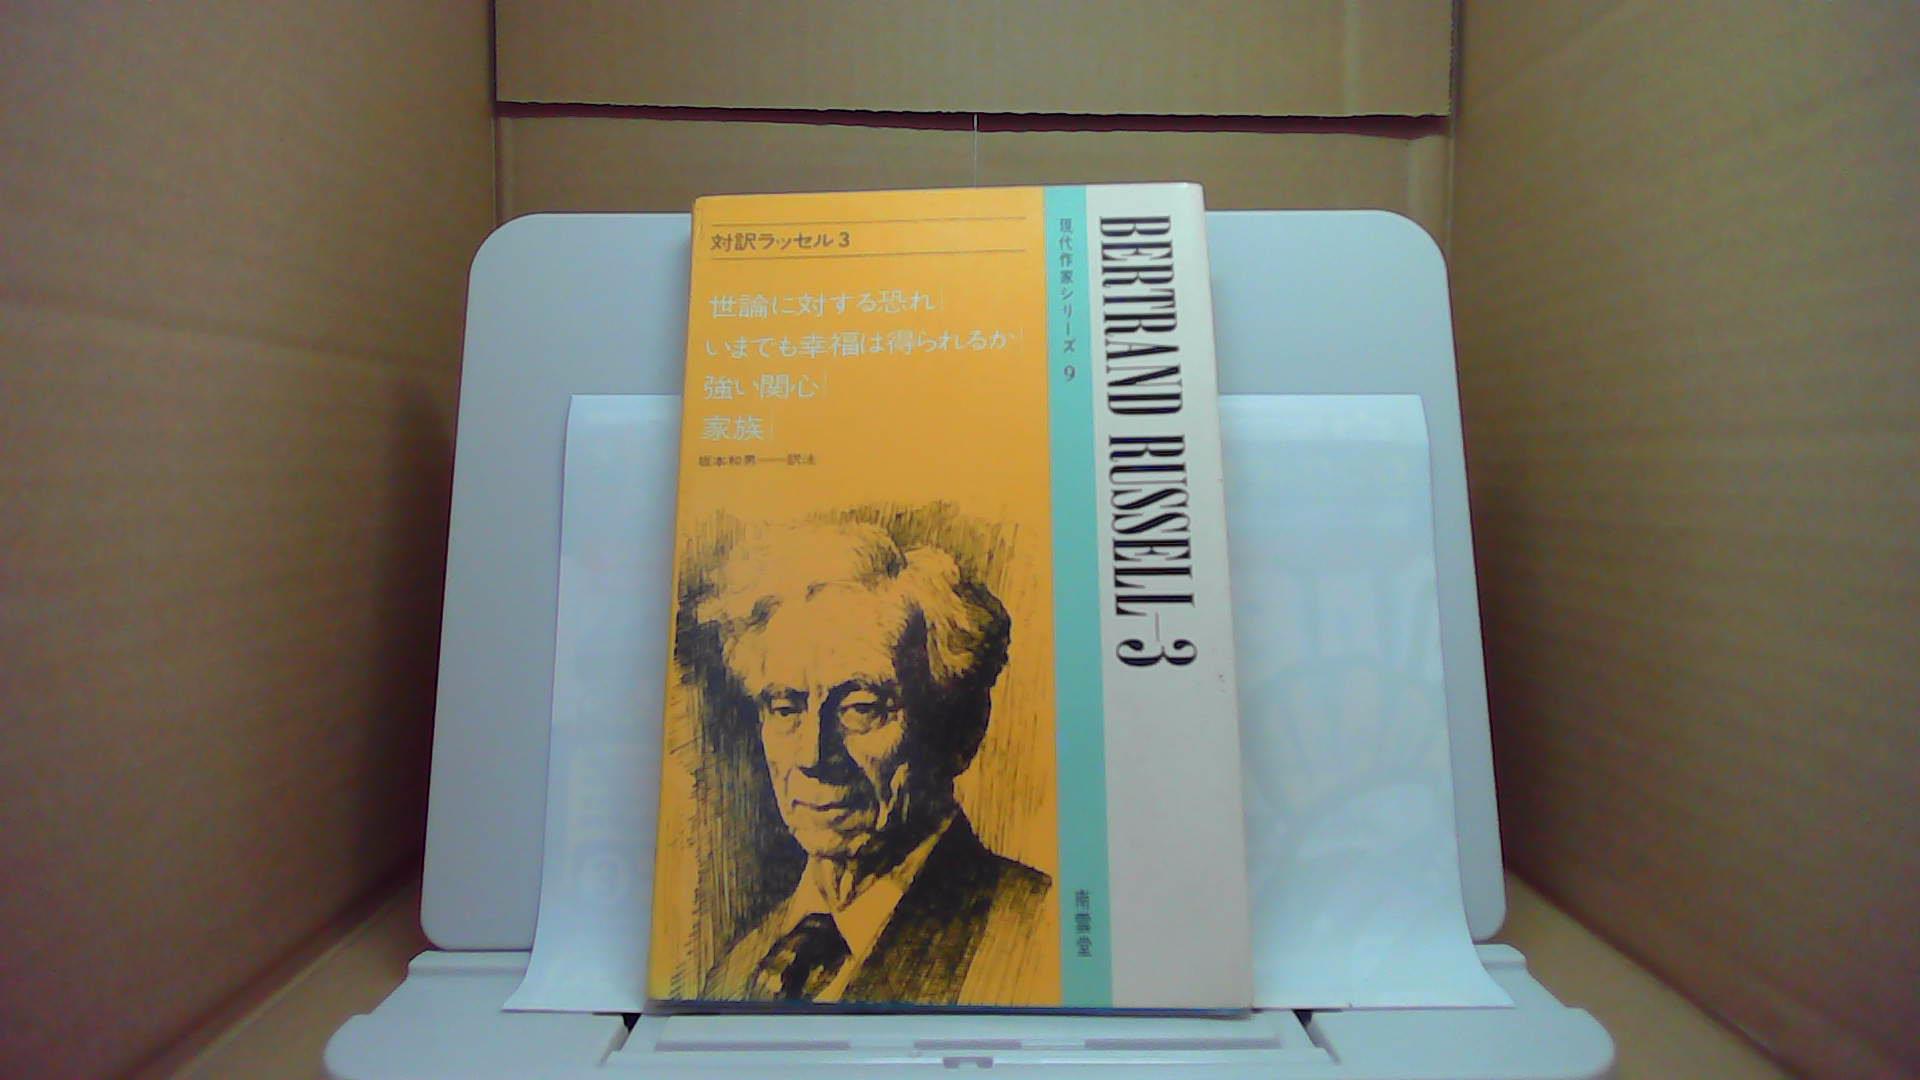 対訳ラッセル3
世論に対する恐れ
いまでも幸福は得られるか
強い関心
家族
坂本和男——訳注
現代作家シリーズ 9
南雲堂
BERTRAND RUSSELL—3